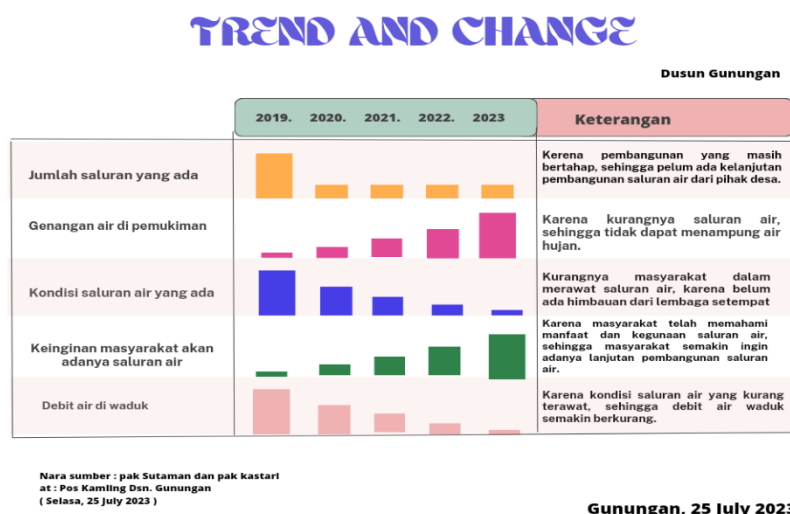 TREND AND CHANGE
Dusun Gunungan
2019. 2020. 2021. 2022. 2023 Keterangan
Jumlah saluran yang ada
Kerena pembangunan yang masih
bertahap, sehingga pelum ada kelanjutan
pembangunan saluran air dari pihak desa.
Genangan air di pemukiman
Karena kurangnya saluran air,
sehingga tidak dapat menampung air
hujan.
Kondisi saluran air yang ada
Kurangnya masyarakat dalam
merawat saluran air, karena belum
ada himbauan dari lembaga setempat
Keinginan masyarakat akan
adanya saluran air
Karena masyarakat telah memahami
manfaat dan kegunaan saluran air,
sehingga masyarakat semakin ingin
adanya lanjutan pembangunan saluran
air.
Debit air di waduk
Karena kondisi saluran air yang kurang
terawat, sehingga debit air waduk
semakin berkurang.
Nara sumber : pak Sutaman dan pak kastari
at : Pos Kamling Dsn. Gunungan
( Selasa, 25 July 2023 )
Gunungan, 25 July 2023